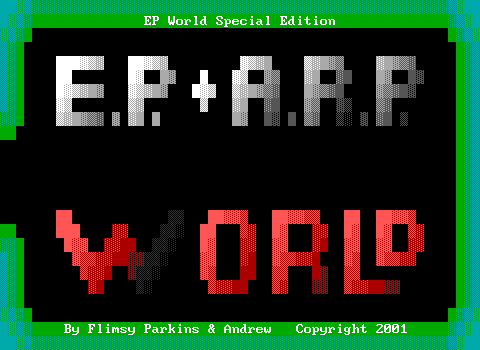 EP World Special Edition
E.P. + A.R.P
WORLD
By Flimsy Parkins & Andrew   Copyright 2001